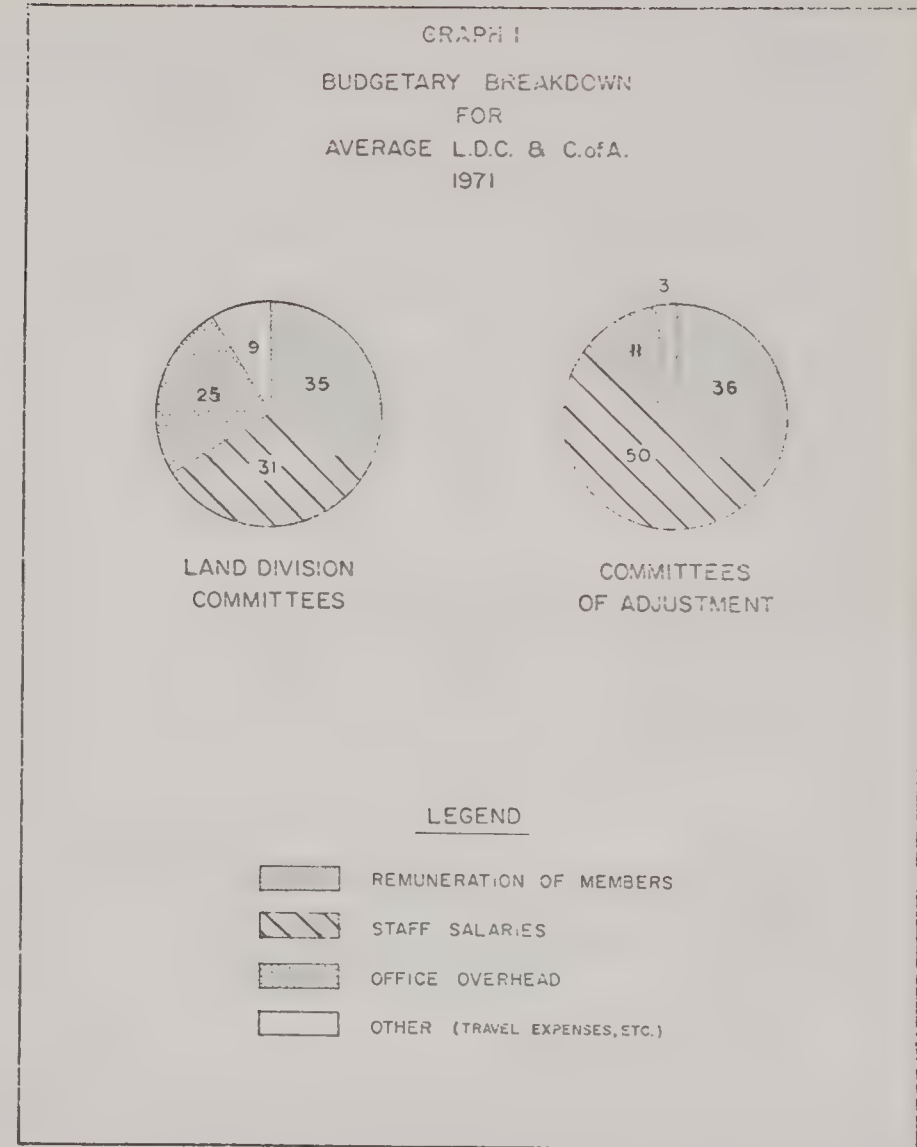 GRAPH I
BUDGETARY BREAKDOWN
FOR
AVERAGE L.D.C. & C.of A.
1971
9
35
25
31
3
11
36
50
LAND DIVISION
COMMITTEES
COMMITTEES
OF ADJUSTMENT
LEGEND
REMUNERATION OF MEMBERS
STAFF SALARIES
OFFICE OVERHEAD
OTHER (TRAVEL EXPENSES, ETC.)